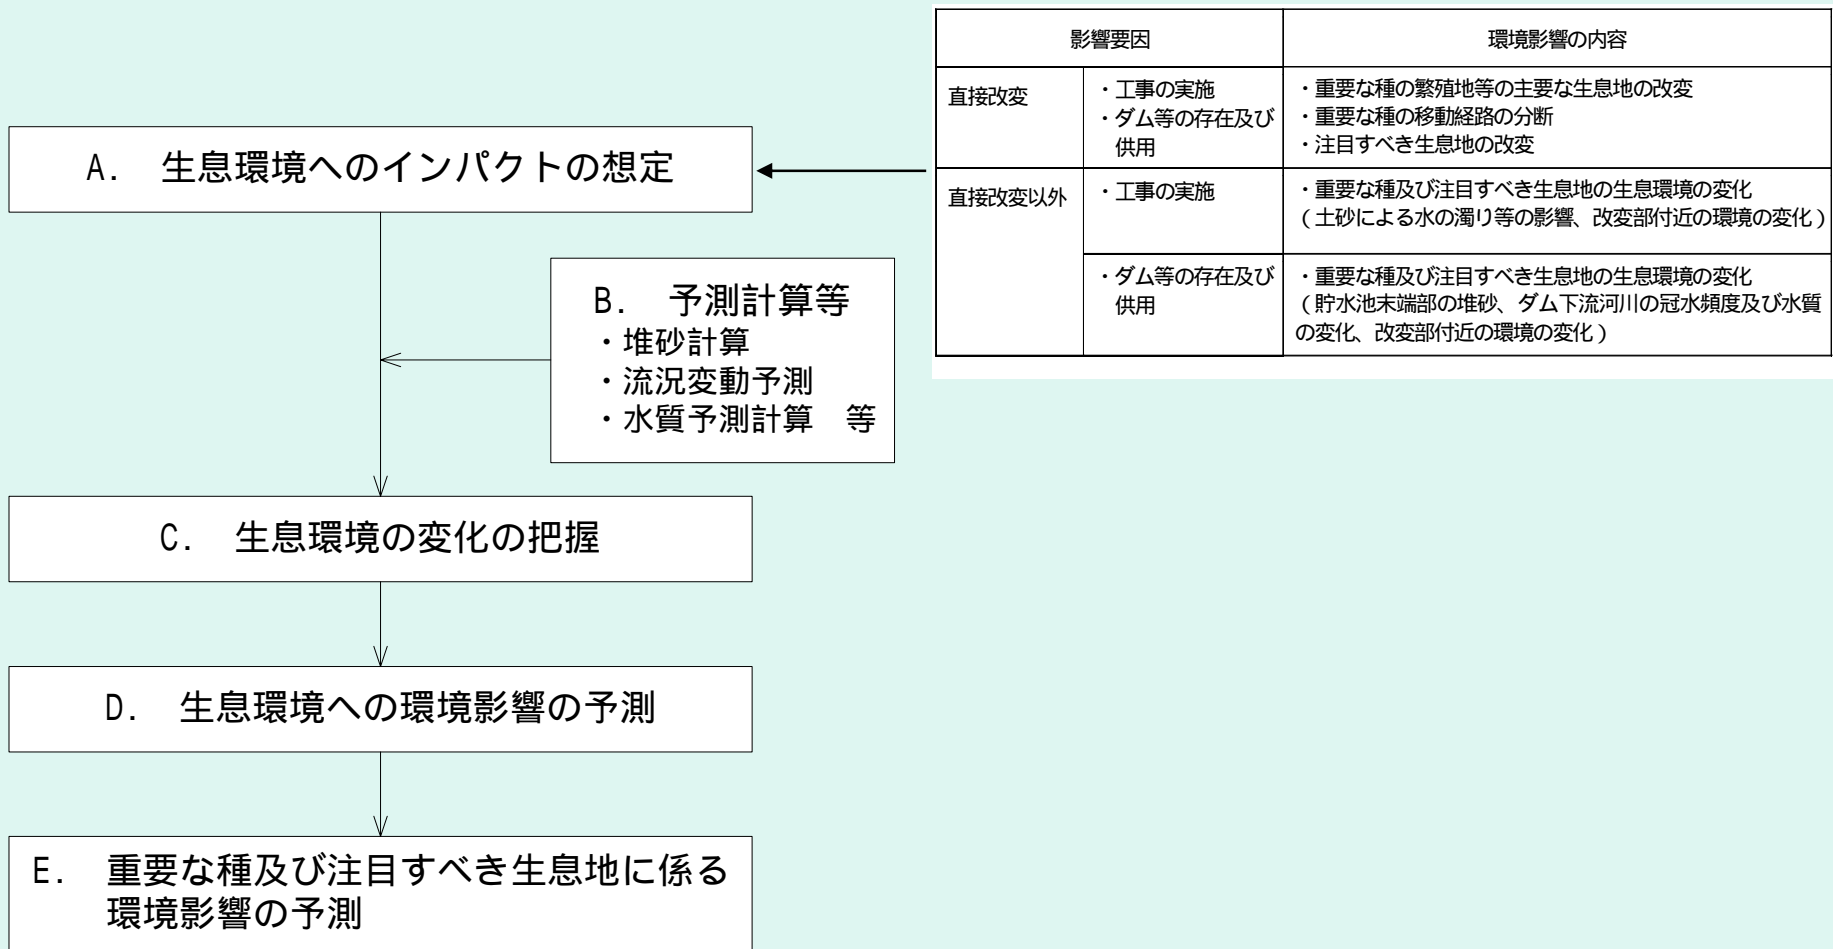 影響要因 環境影響の内容
直接改変
・工事の実施
・ダム等の存在及び
供用
・重要な種の繁殖地等の主要な生息地の改変
・重要な種の移動経路の分断
・注目すべき生息地の改変
直接改変以外
・工事の実施
・重要な種及び注目すべき生息地の生息環境の変化
(土砂による水の濁り等の影響、改変部付近の環境の変化)
・ダム等の存在及び
供用
・重要な種及び注目すべき生息地の生息環境の変化
(貯水池末端部の堆砂、ダム下流河川の冠水頻度及び水質
の変化、改変部付近の環境の変化)
A. 生息環境へのインパクトの想定
B. 予測計算等
・堆砂計算
・流況変動予測
・水質予測計算 等
C. 生息環境の変化の把握
D. 生息環境への環境影響の予測
E. 重要な種及び注目すべき生息地に係る
環境影響の予測